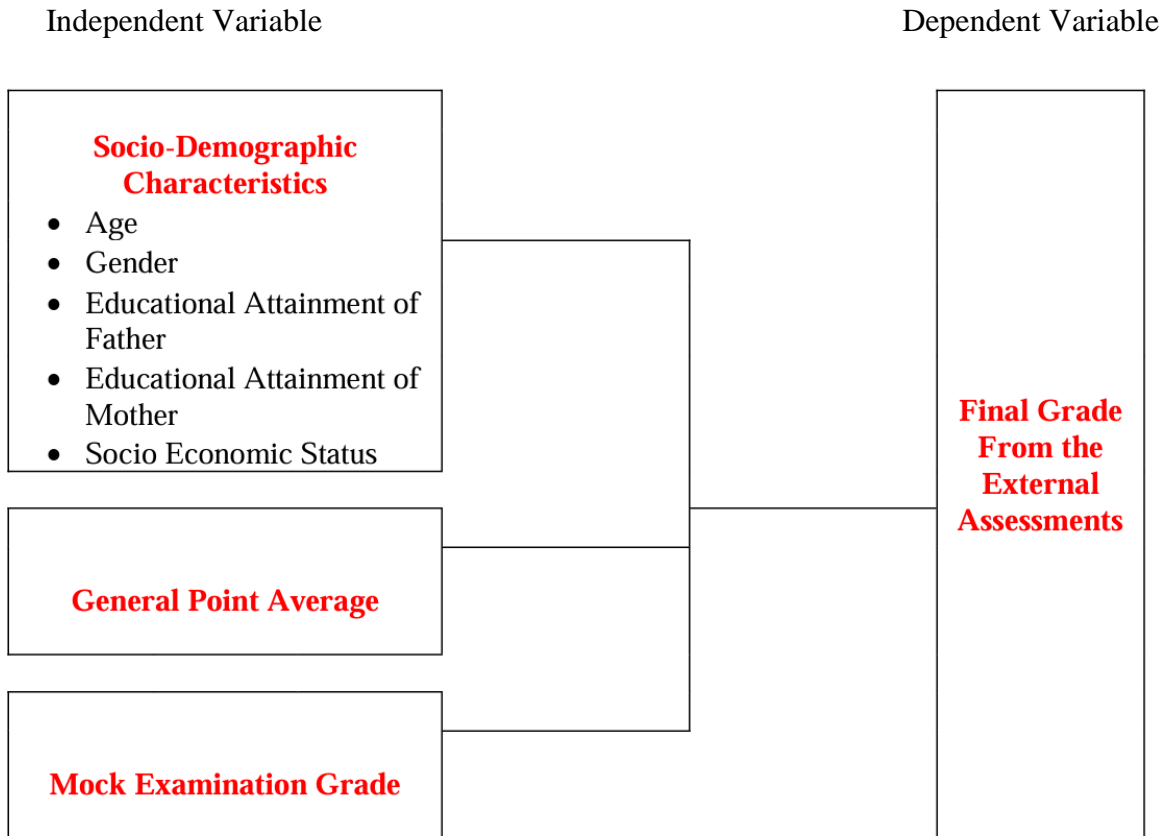 Independent Variable
Dependent Variable
Socio-Demographic
Characteristics
• Age
• Gender
• Educational Attainment of
Father
• Educational Attainment of
Mother
• Socio Economic Status
General Point Average
Mock Examination Grade
Final Grade
From the
External
Assessments